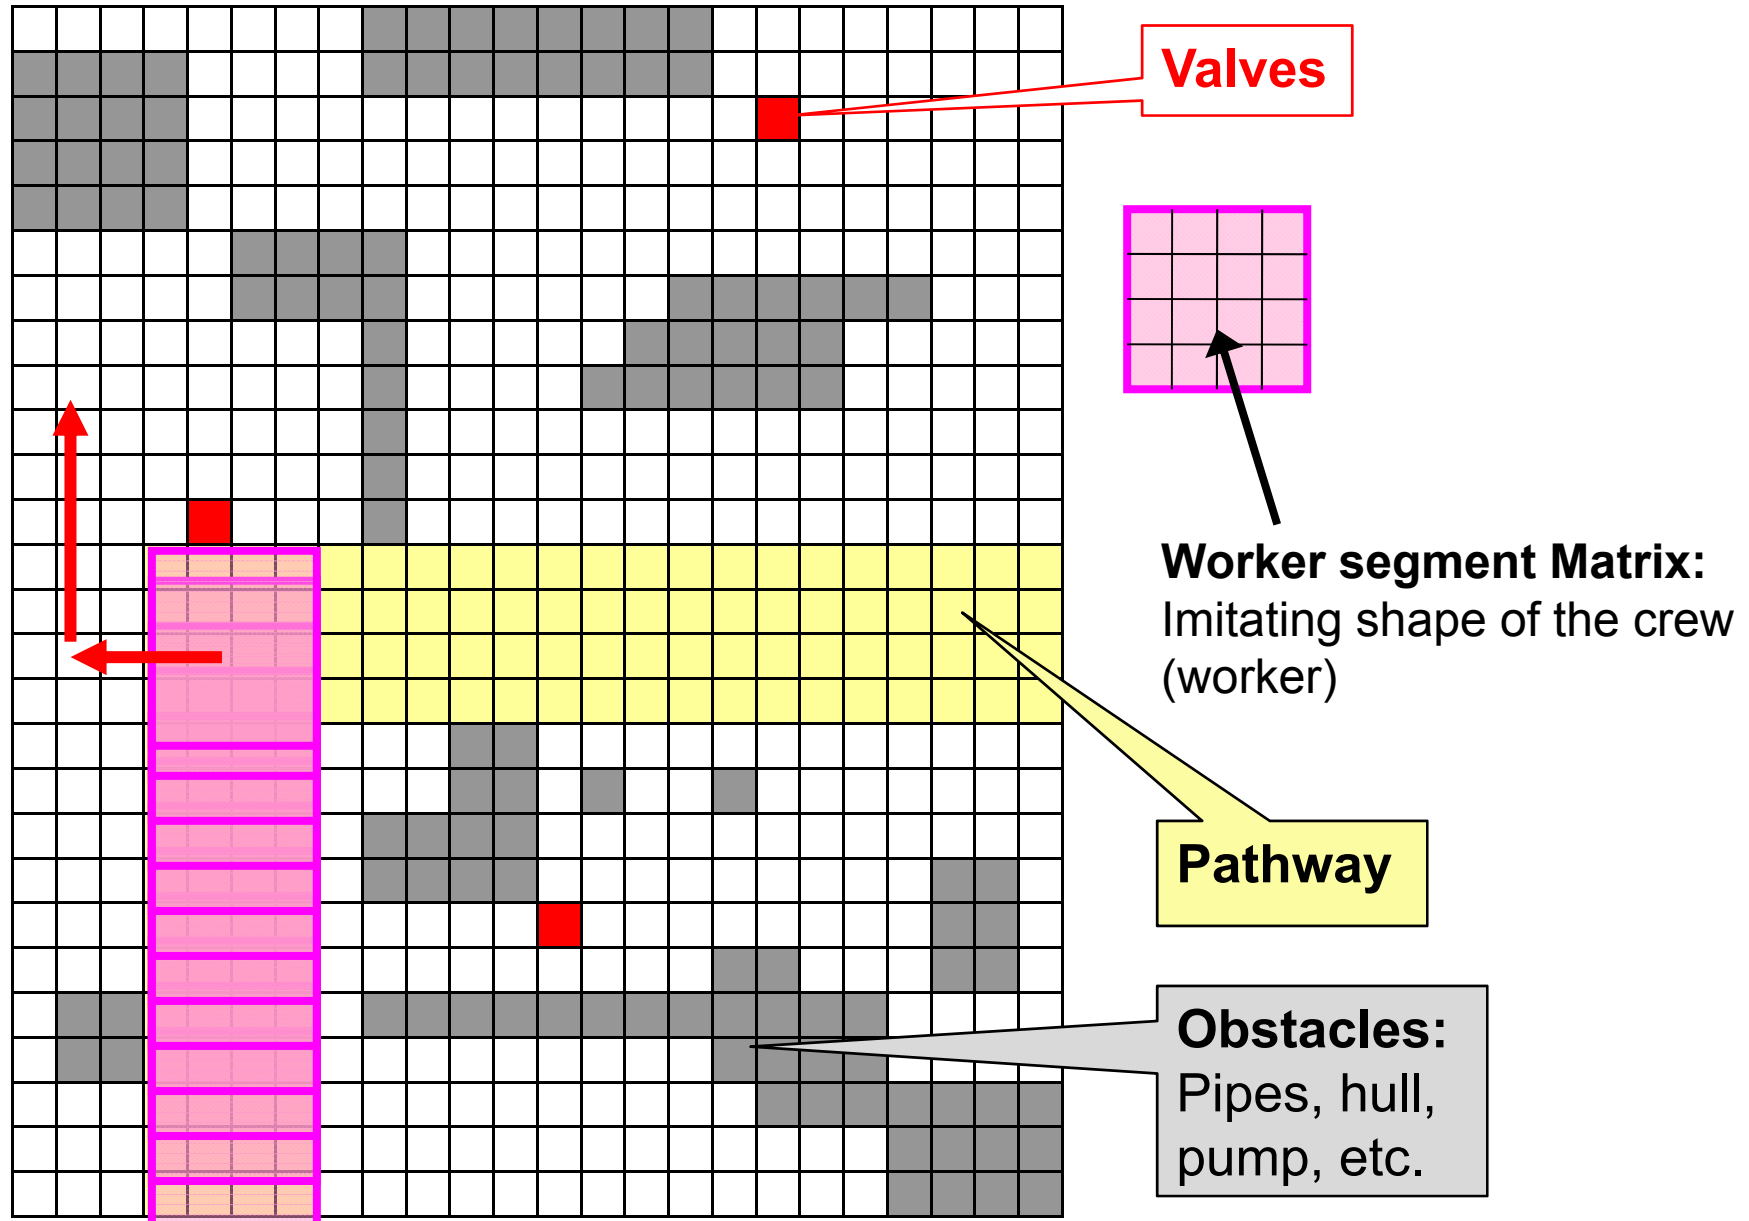 Valves
Worker segment Matrix:
Imitating shape of the crew
(worker)
Pathway
Obstacles:
Pipes, hull,
pump, etc.